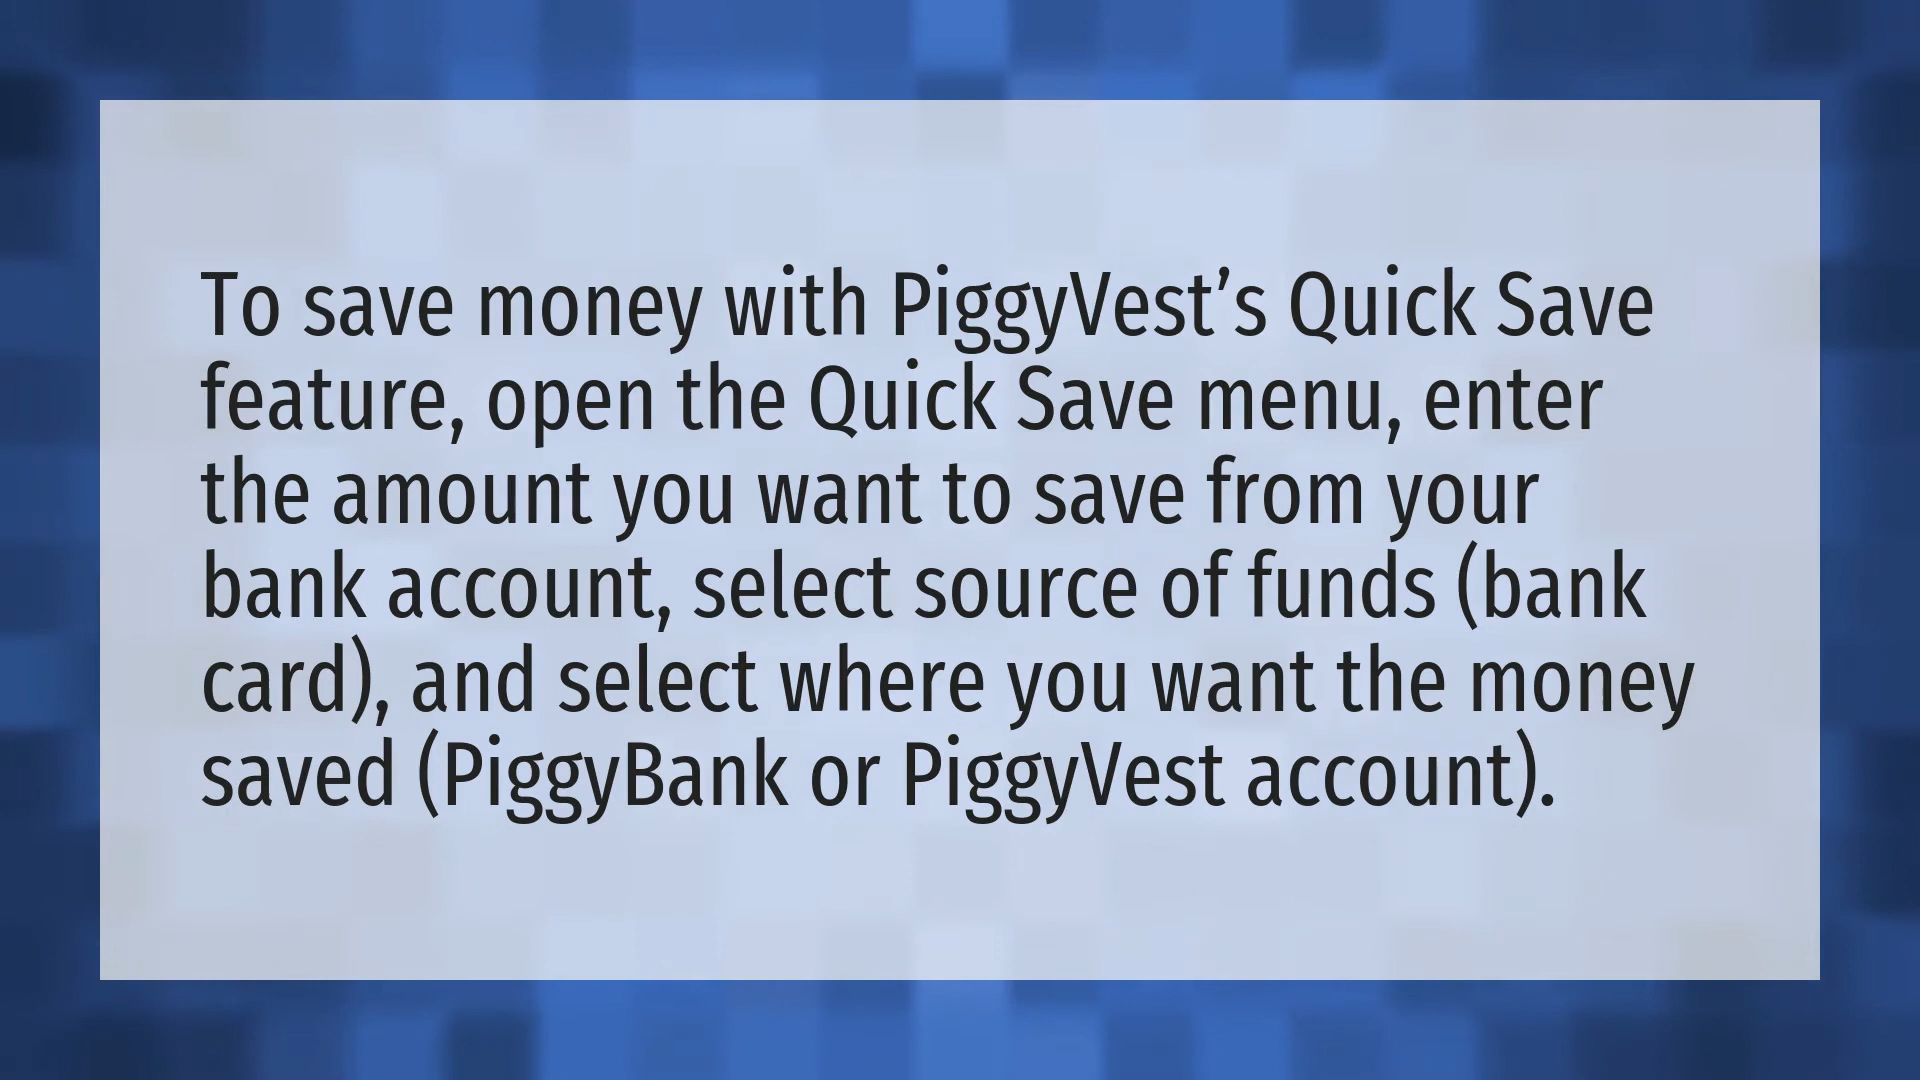 To save money with PiggyVest’s Quick Save
feature, open the Quick Save menu, enter
the amount you want to save from your
bank account, select source of funds (bank
card), and select where you want the money
saved (PiggyBank or PiggyVest account).